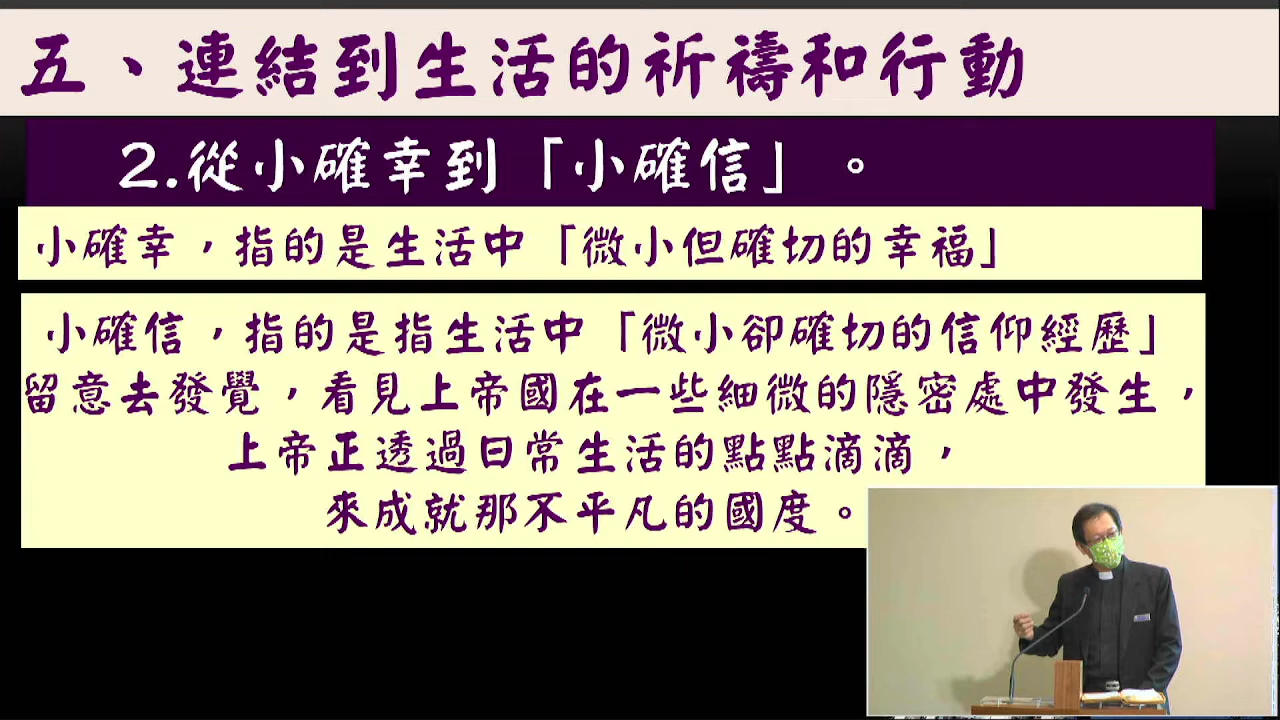 五、連結到生活的祈禱和行動
2.從小確幸到「小確信」。
小確幸，指的是生活中「微小但確切的幸福」
小確信，指的是指生活中「微小卻確切的信仰經歷」
留意去發覺，看見上帝國在一些細微的隱密處中發生，
上帝正透過日常生活的點點滴滴，
來成就那不平凡的國度。